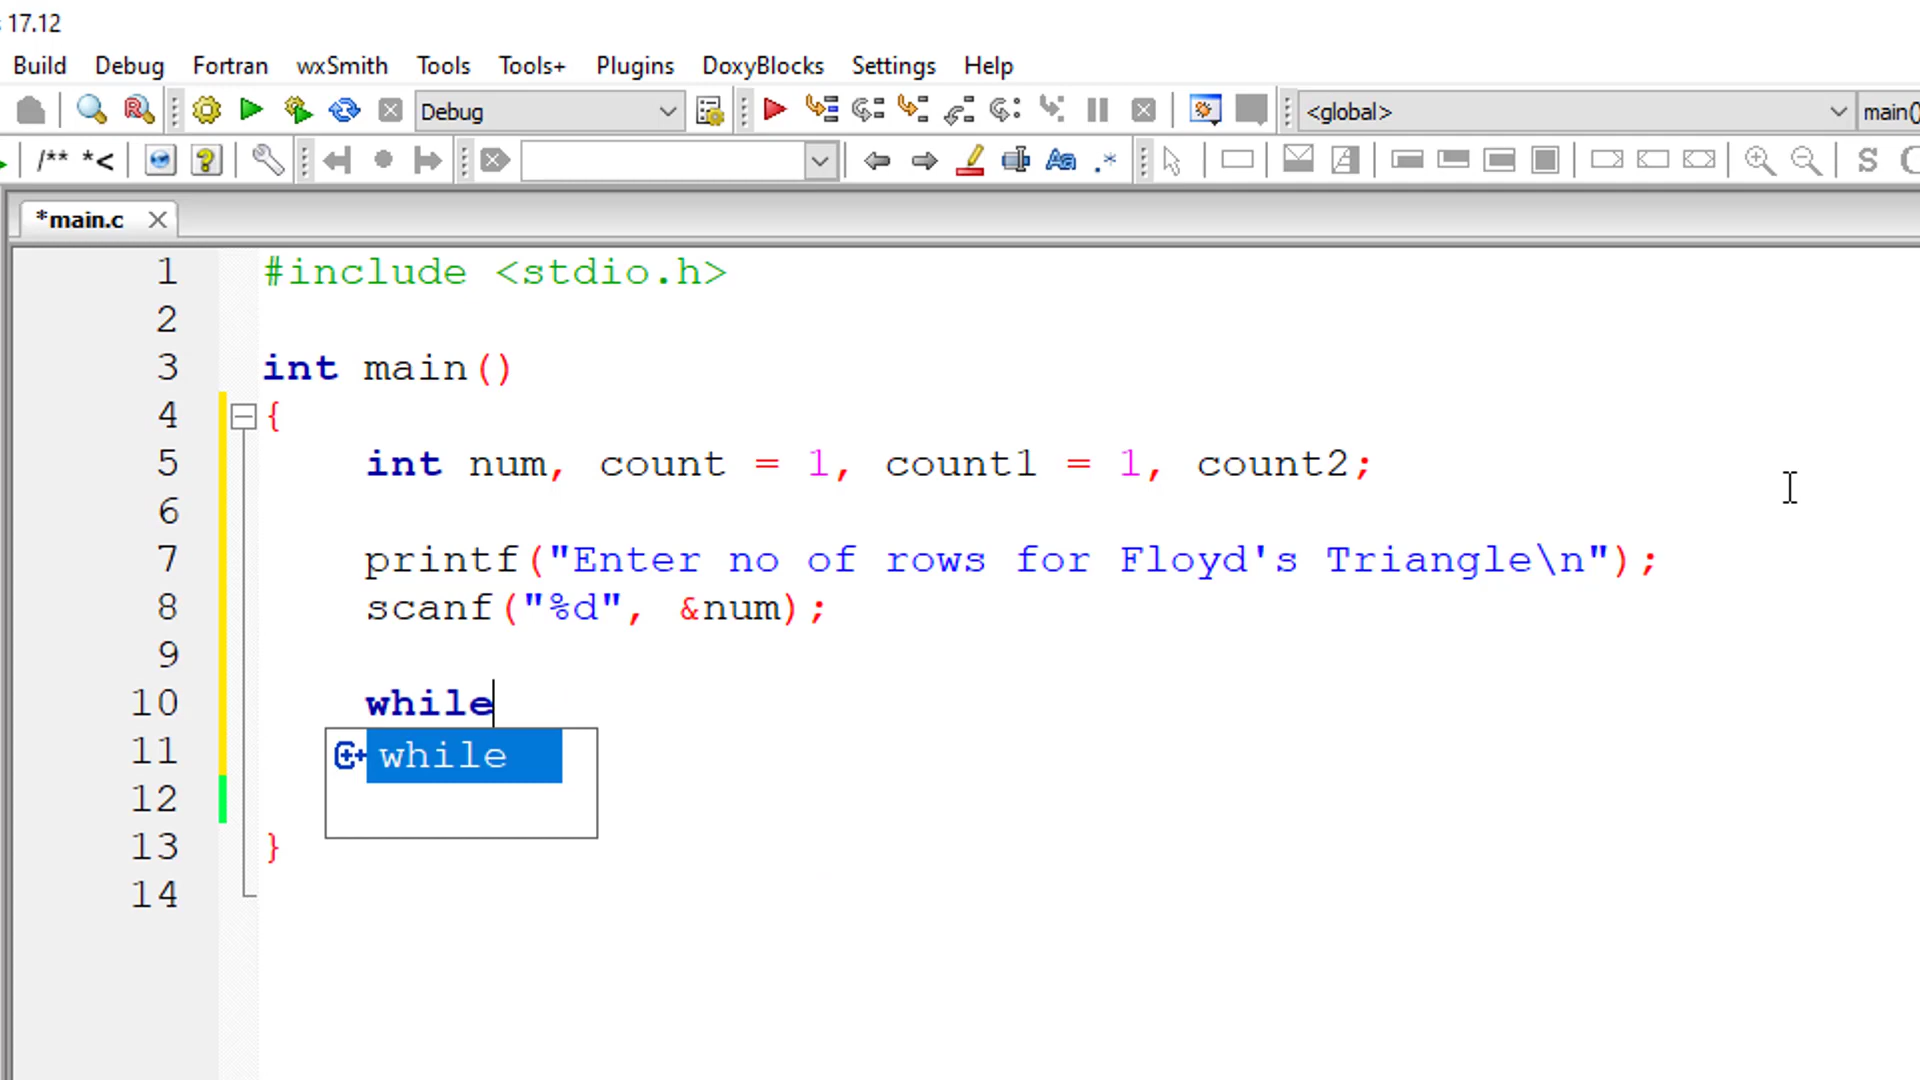 17.12
Build Debug Fortran wxSmith Tools Tools+ Plugins DoxyBlocks Settings Help
Debug <global> main()
/** *< Aa .* S
*main.c
1 #include <stdio.h>
2
3 int main()
4 {
5 int num, count = 1, count1 = 1, count2;
6
7 printf("Enter no of rows for Floyd's Triangle\n");
8 scanf("%d", &num);
9
10 while
11 while
12
13 }
14